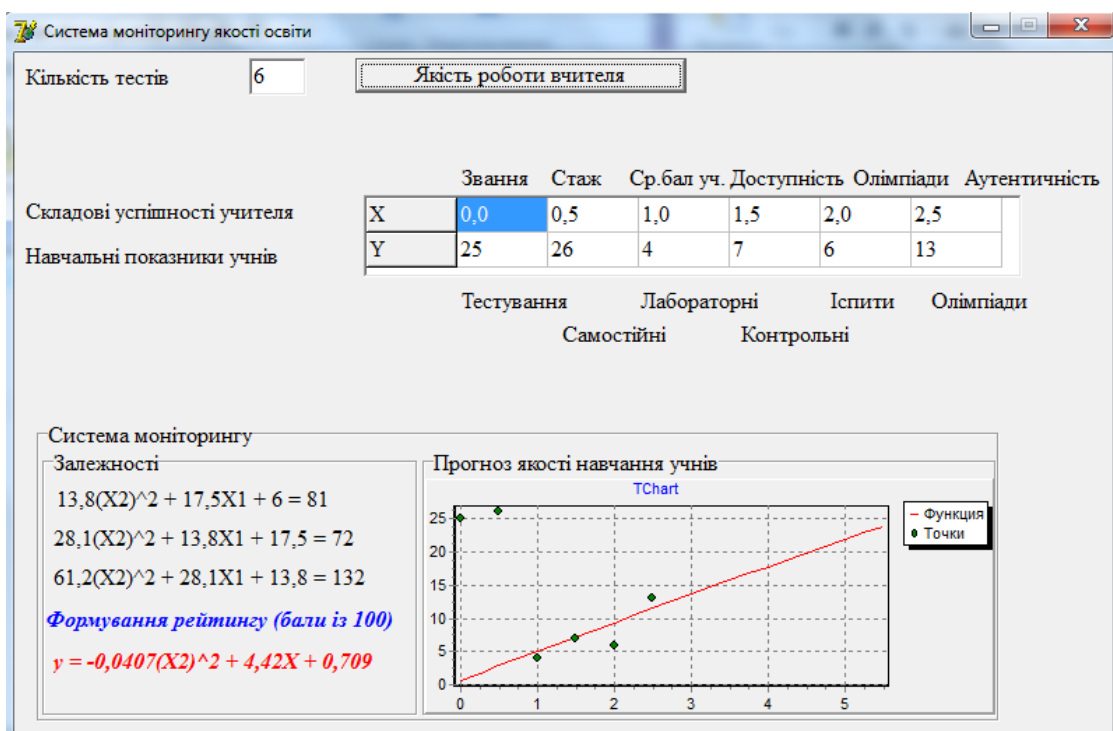 Система моніторингу якості освіти
Кількість тестів 6 Якість роботи вчителя
Звання Стаж Ср.бал уч. Доступність Олімпіади Аутентичність
Складові успішності учителя X 0,0 0,5 1,0 1,5 2,0 2,5
Навчальні показники учнів Y 25 26 4 7 6 13
Тестування Лабораторні Іспити Олімпіади
Самостійні Контрольні
Система моніторингу
Залежності
13,8(X2)^2 + 17,5X1 + 6 = 81
28,1(X2)^2 + 13,8X1 + 17,5 = 72
61,2(X2)^2 + 28,1X1 + 13,8 = 132
Формування рейтингу (бали із 100)
y = -0,0407(X2)^2 + 4,42X + 0,709
Прогноз якості навчання учнів
TChart
25
20
15
10
5
0
0 1 2 3 4 5
Функция
Точки